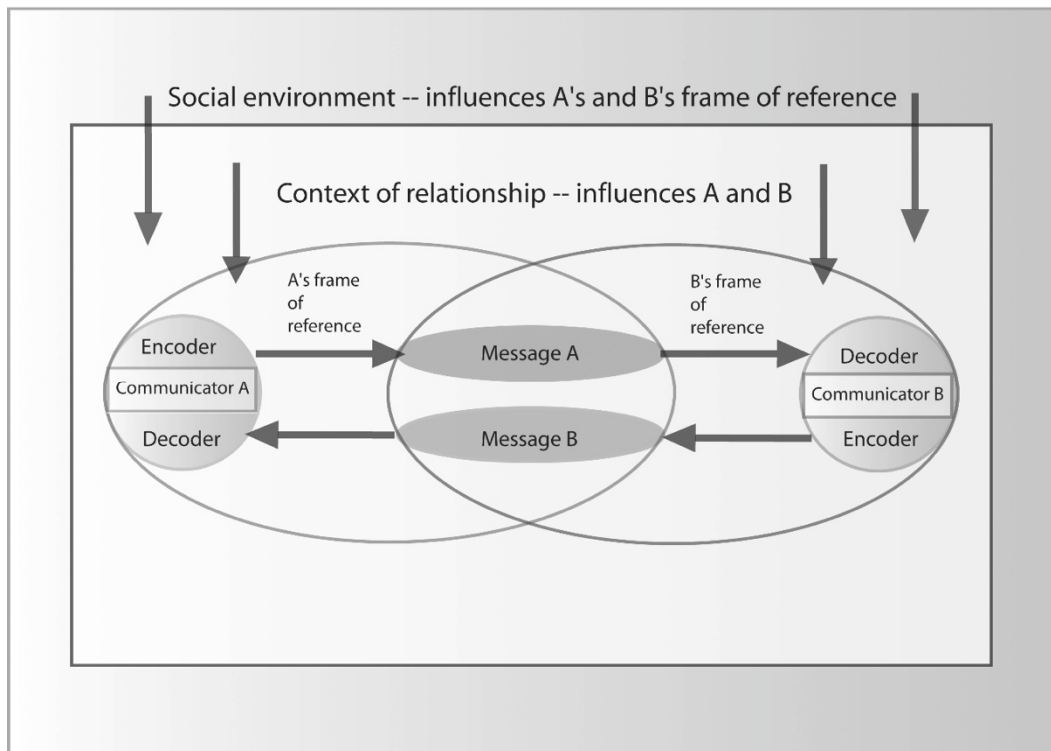 Social environment -- influences A's and B's frame of reference
Context of relationship -- influences A and B
A's frame
of
reference
B's frame
of
reference
Encoder
Communicator A
Decoder
Message A
Message B
Decoder
Communicator B
Encoder